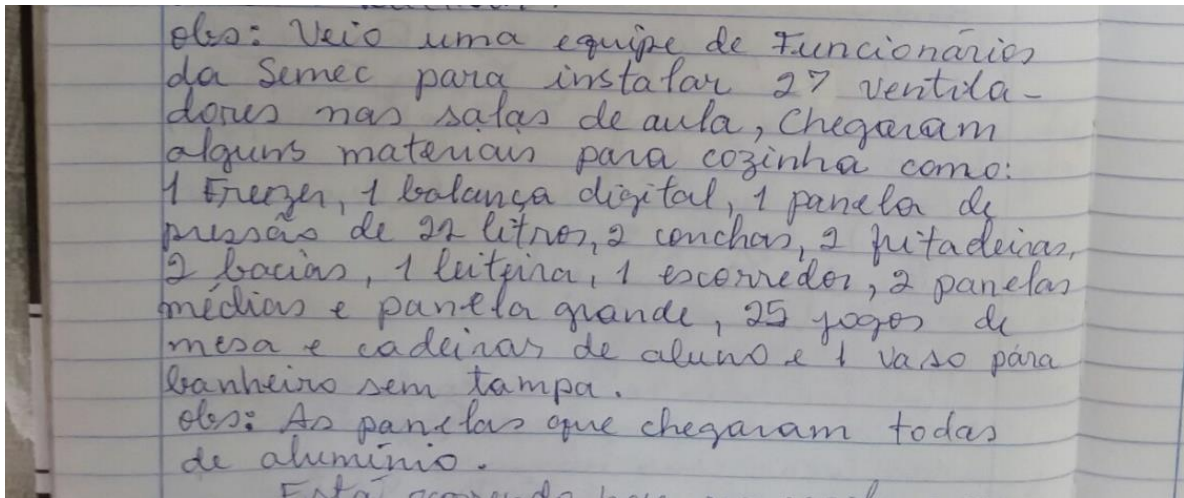 obs: Veio uma equipe de Funcionários
da Semec para instalar 27 ventila-
dores nas salas de aula, Chegaram
alguns materiais para cozinha como:
1 Freezer, 1 balança digital, 1 panela de
pressão de 22 litros, 2 conchas, 2 fritadeiras,
2 bacias, 1 leiteira, 1 escorredor, 2 panelas
médias e panela grande, 25 jogos de
mesa e cadeiras de aluno e 1 vaso para
banheiro sem tampa.
obs: As panelas que chegaram todas
de alumínio.
Está